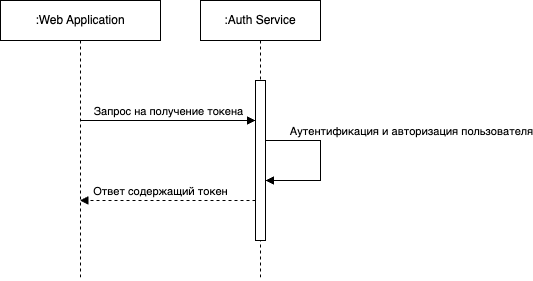 :Web Application
:Auth Service
Запрос на получение токена
Аутентификация и авторизация пользователя
Ответ содержащий токен